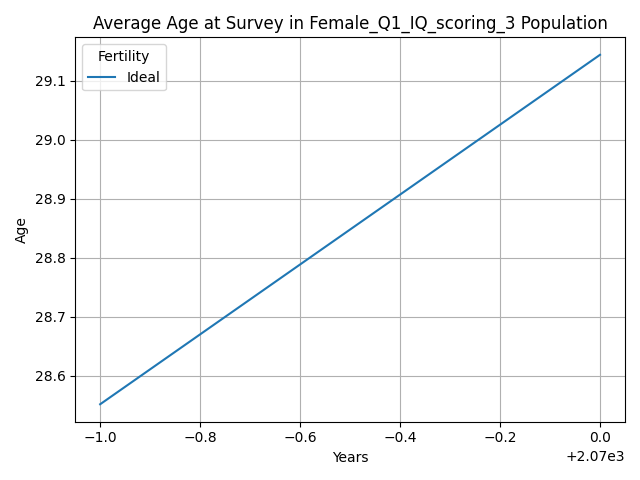 Average Age at Survey in Female_Q1_IQ_scoring_3 Population
Fertility
Ideal
Age
29.1
29.0
28.9
28.8
28.7
28.6
−1.0 −0.8 −0.6 −0.4 −0.2 0.0
+2.07e3
Years